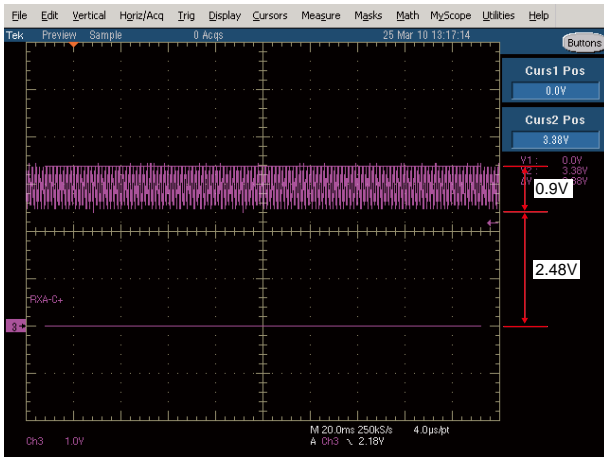 File Edit Vertical Horiz/Acq Trig Display Cursors Measure Masks Math MyScope Utilities Help
Tek Preview Sample 0 Acqs 25 Mar 10 13:17:14
Buttons
Curs1 Pos
0.0V
Curs2 Pos
3.38V
V1: 0.0V
V2: 3.38V
0.9V
2.48V
RXA-C+
3
M 20.0ms 250kS/s 4.0µs/pt
Ch3 1.0V
A Ch3 2.18V